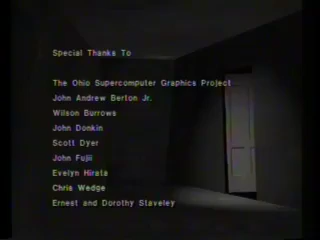 Special Thanks To
The Ohio Supercomputer Graphics Project
John Andrew Berton Jr.
Wilson Burrows
John Donkin
Scott Dyer
John Fujii
Evelyn Hirata
Chris Wedge
Ernest and Dorothy Staveley